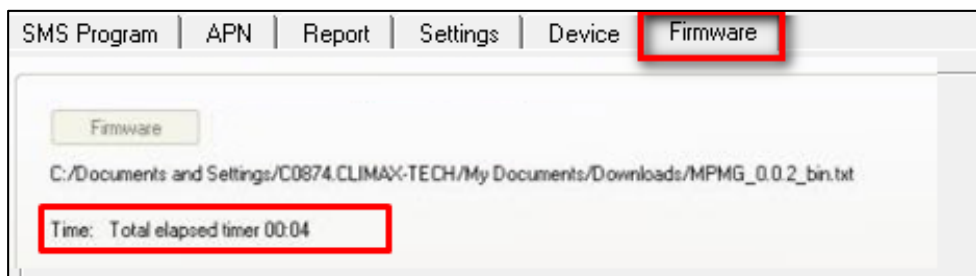 SMS Program APN Report Settings Device Firmware
Firmware
C:/Documents and Settings/C0874.CLIMAX-TECH/My Documents/Downloads/MPMG_0.0.2_bin.txt
Time: Total elapsed timer 00:04